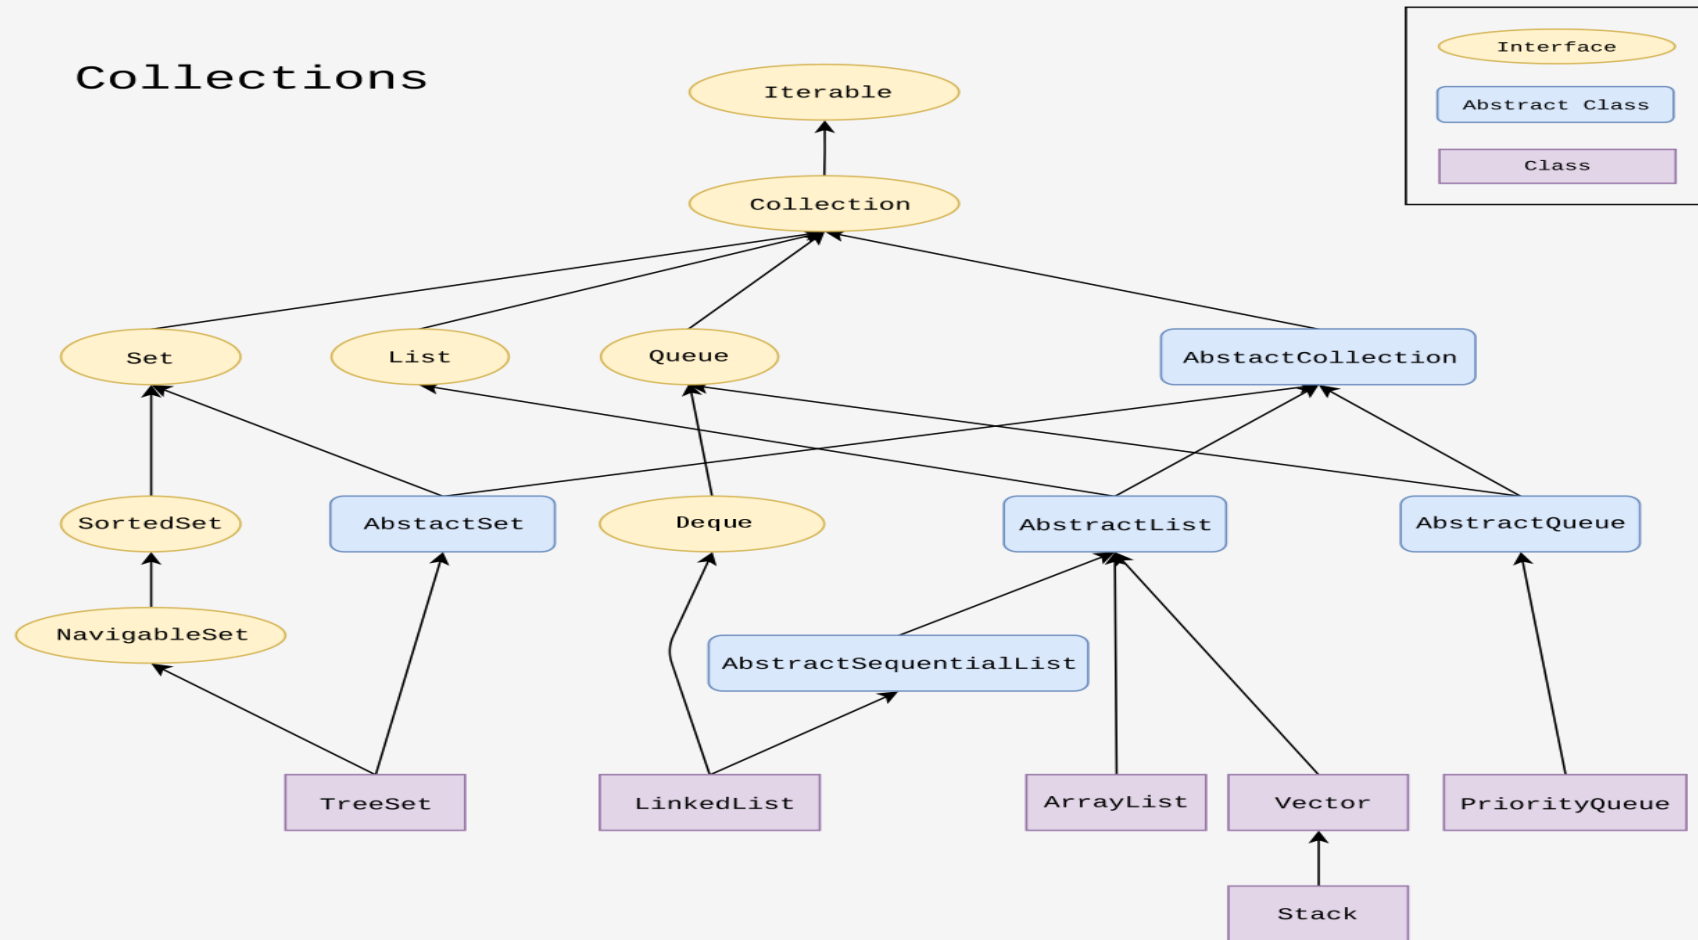 Collections
Interface
Abstract Class
Class
Iterable
Collection
Set
List
Queue
AbstactCollection
SortedSet
AbstactSet
Deque
AbstractList
AbstractQueue
NavigableSet
AbstractSequentialList
TreeSet
LinkedList
ArrayList
Vector
PriorityQueue
Stack